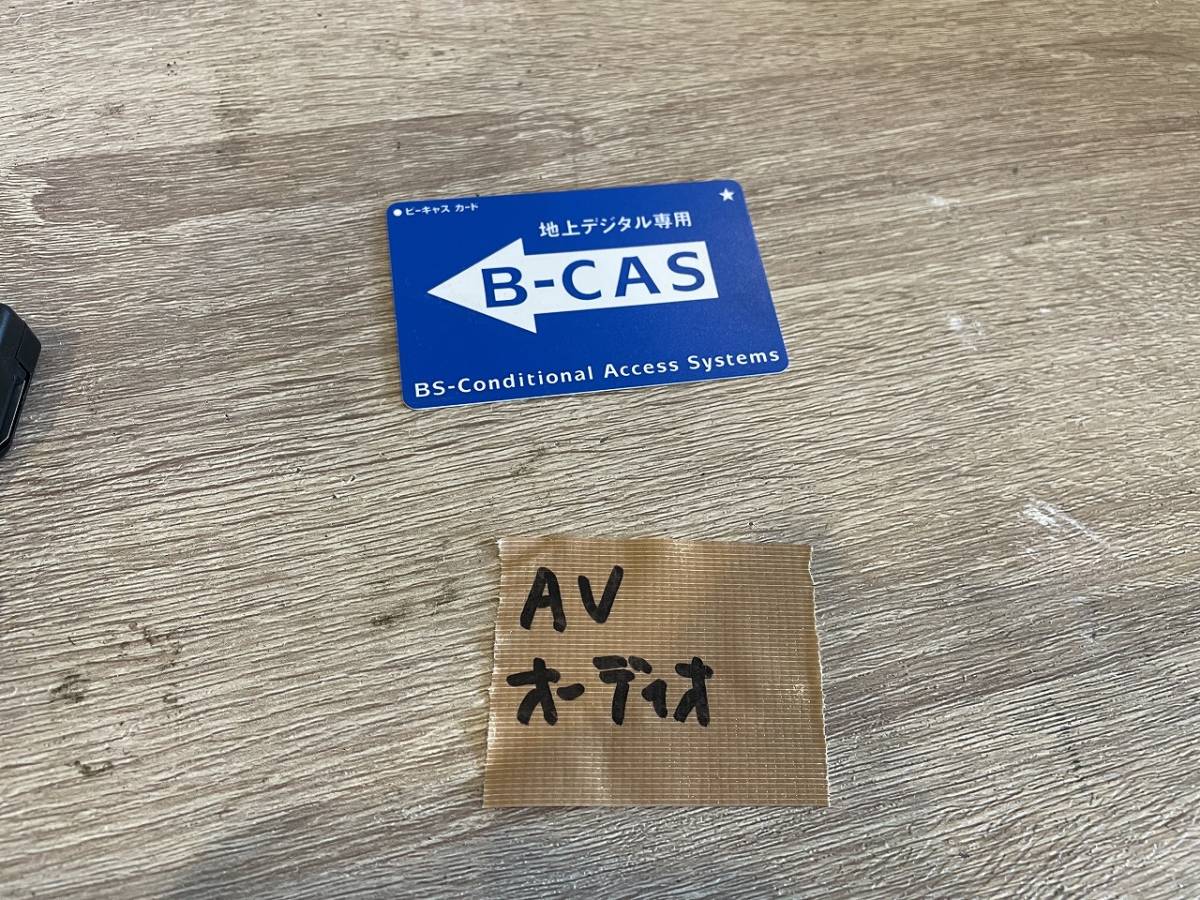 ●ビーキャス カード
★
地上デジタル専用
B-CAS
BS-Conditional Access Systems
AV
オーディオ